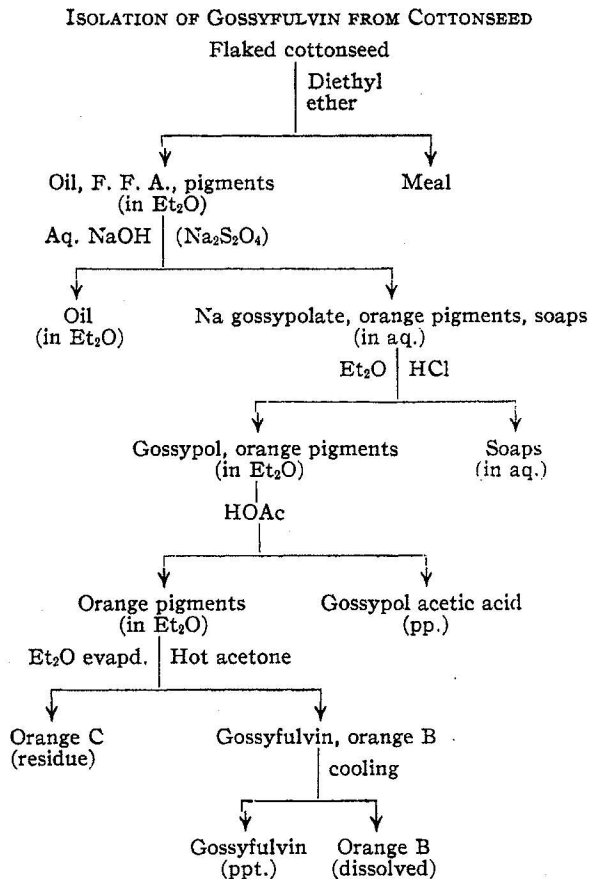 ISOLATION OF GOSSYFULVIN FROM COTTONSEED
Flaked cottonseed
Diethyl
ether
Oil, F. F. A., pigments
(in Et₂O)
Meal
Aq. NaOH
(Na₂S₂O₄)
Oil
(in Et₂O)
Na gossypolate, orange pigments, soaps
(in aq.)
Et₂O
HCl
Gossypol, orange pigments
(in Et₂O)
Soaps
(in aq.)
HOAc
Orange pigments
(in Et₂O)
Gossypol acetic acid
(pp.)
Et₂O evapd.
Hot acetone
Orange C
(residue)
Gossyfulvin, orange B
cooling
Gossyfulvin
(ppt.)
Orange B
(dissolved)